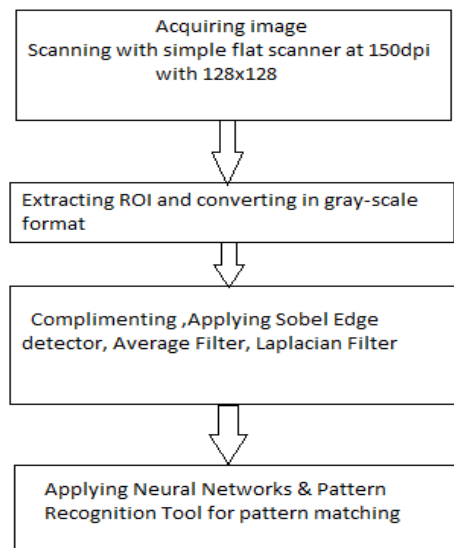 Acquiring image
Scanning with simple flat scanner at 150dpi
with 128x128
Extracting ROI and converting in gray-scale
format
Complimenting ,Applying Sobel Edge
detector, Average Filter, Laplacian Filter
Applying Neural Networks & Pattern
Recognition Tool for pattern matching